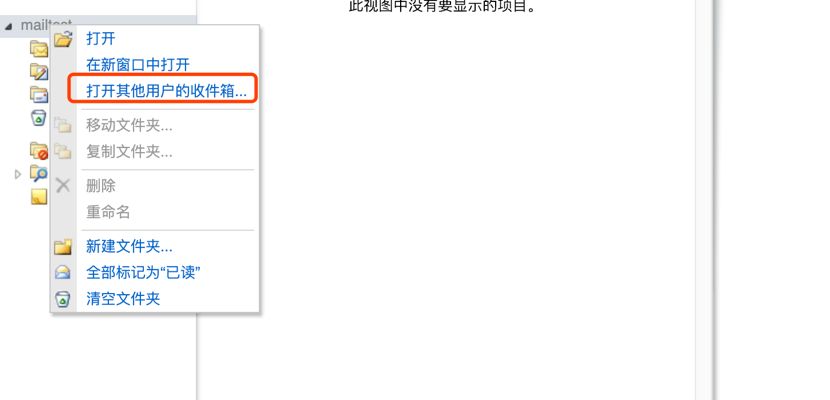 此视图中没有要显示的项目。
mailtest
打开
在新窗口中打开
打开其他用户的收件箱...
移动文件夹...
复制文件夹...
删除
重命名
新建文件夹...
全部标记为“已读”
清空文件夹